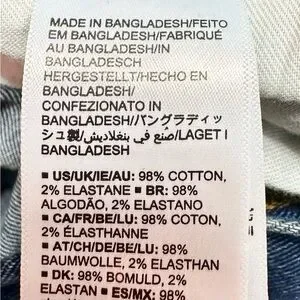 MADE IN BANGLADESH/FEITO
EM BANGLADESH/FABRIQUÉ
AU BANGLADESH/IN
BANGLADESCH
HERGESTELLT/HECHO EN
BANGLADESH/
CONFEZIONATO IN
BANGLADESH/バングラディッ
シュ製/صنع في بنغلاديش/LAGET I
BANGLADESH
■ US/UK/IE/AU: 98% COTTON,
2% ELASTANE ■ BR: 98%
ALGODÃO, 2% ELASTANO
■ CA/FR/BE/LU: 98% COTON,
2% ÉLASTHANNE
■ AT/CH/DE/BE/LU: 98%
BAUMWOLLE, 2% ELASTHAN
■ DK: 98% BOMULD, 2%
ELASTAN ■ ES/MX: 98%